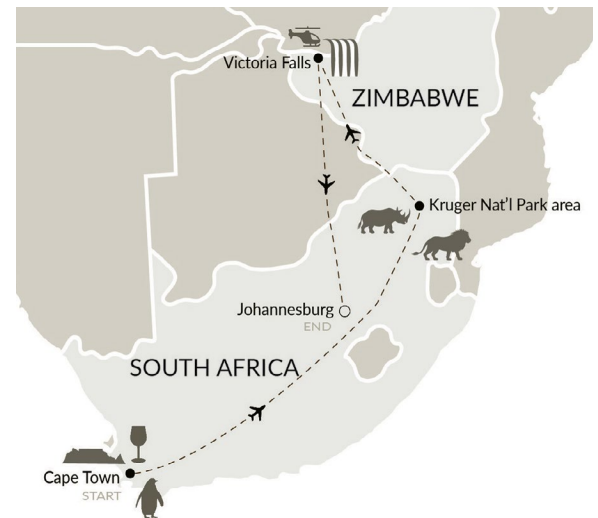 Victoria Falls
ZIMBABWE
Kruger Nat'l Park area
Johannesburg
END
SOUTH AFRICA
Cape Town
START